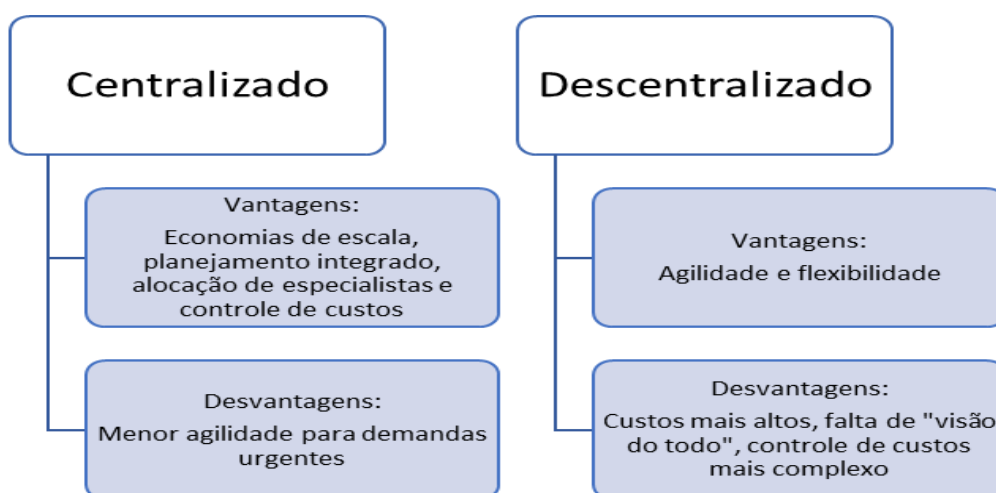 Centralizado
Vantagens:
Economias de escala,
planejamento integrado,
alocação de especialistas e
controle de custos
Desvantagens:
Menor agilidade para demandas
urgentes
Descentralizado
Vantagens:
Agilidade e flexibilidade
Desvantagens:
Custos mais altos, falta de "visão
do todo", controle de custos
mais complexo